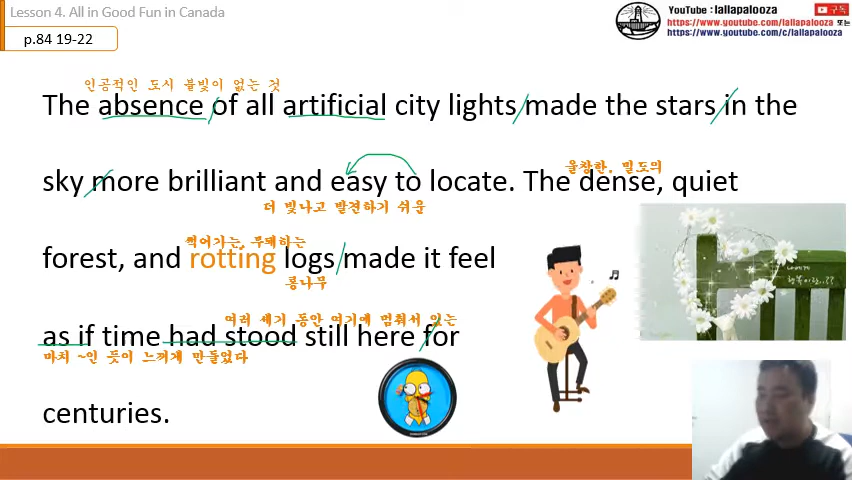 Lesson 4. All in Good Fun in Canada
p.84 19-22
YouTube : lallapalooza 구독
https://www.youtube.com/lallapalooza 또는
https://www.youtube.com/c/lallapalooza
인공적인 도시 불빛이 없는 것
The absence of all artificial city lights made the stars in the
울창한, 밀도의
sky more brilliant and easy to locate. The dense, quiet
더 빛나고 발견하기 쉬운
썩어가는, 부패하는
forest, and rotting logs made it feel
통나무
여러 세기 동안 여기에 멈춰서 있는
as if time had stood still here for
마치 ~인 듯이 느끼게 만들었다
centuries.